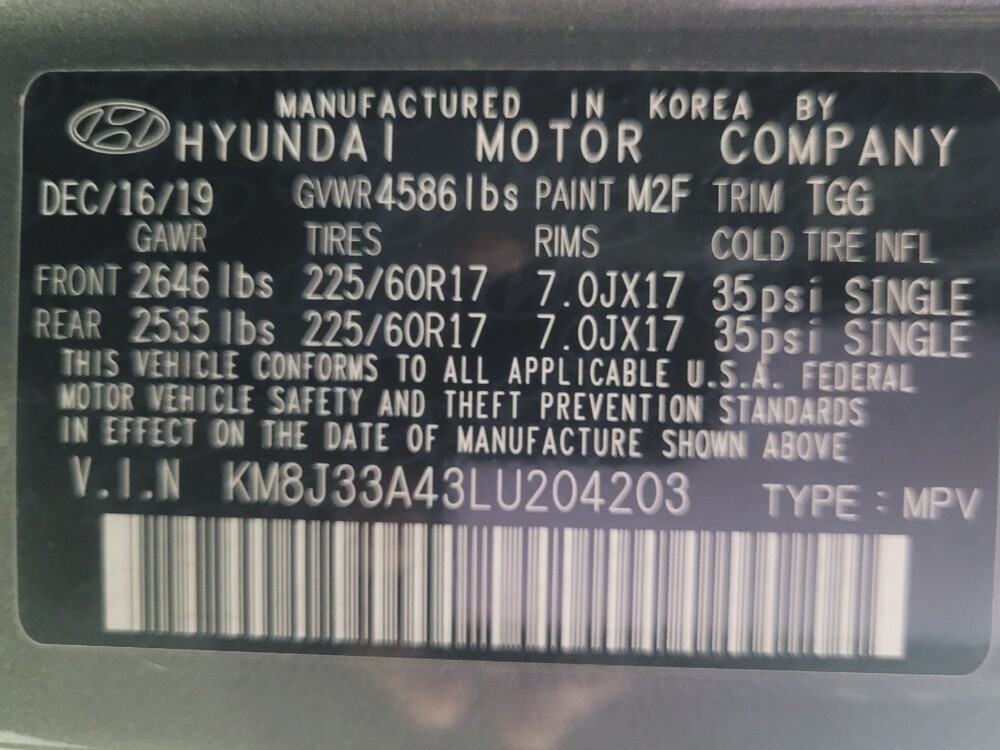 MANUFACTURED IN KOREA BY
HYUNDAI MOTOR COMPANY
DEC/16/19 GVWR 4586 lbs PAINT M2F TRIM TGG
GAWR TIRES RIMS COLD TIRE INFL
FRONT 2646 lbs 225/60R17 7.0JX17 35psi SINGLE
REAR 2535 lbs 225/60R17 7.0JX17 35psi SINGLE
THIS VEHICLE CONFORMS TO ALL APPLICABLE U.S.A. FEDERAL
MOTOR VEHICLE SAFETY AND THEFT PREVENTION STANDARDS
IN EFFECT ON THE DATE OF MANUFACTURE SHOWN ABOVE
V.I.N KM8J33A43LU204203 TYPE : MPV